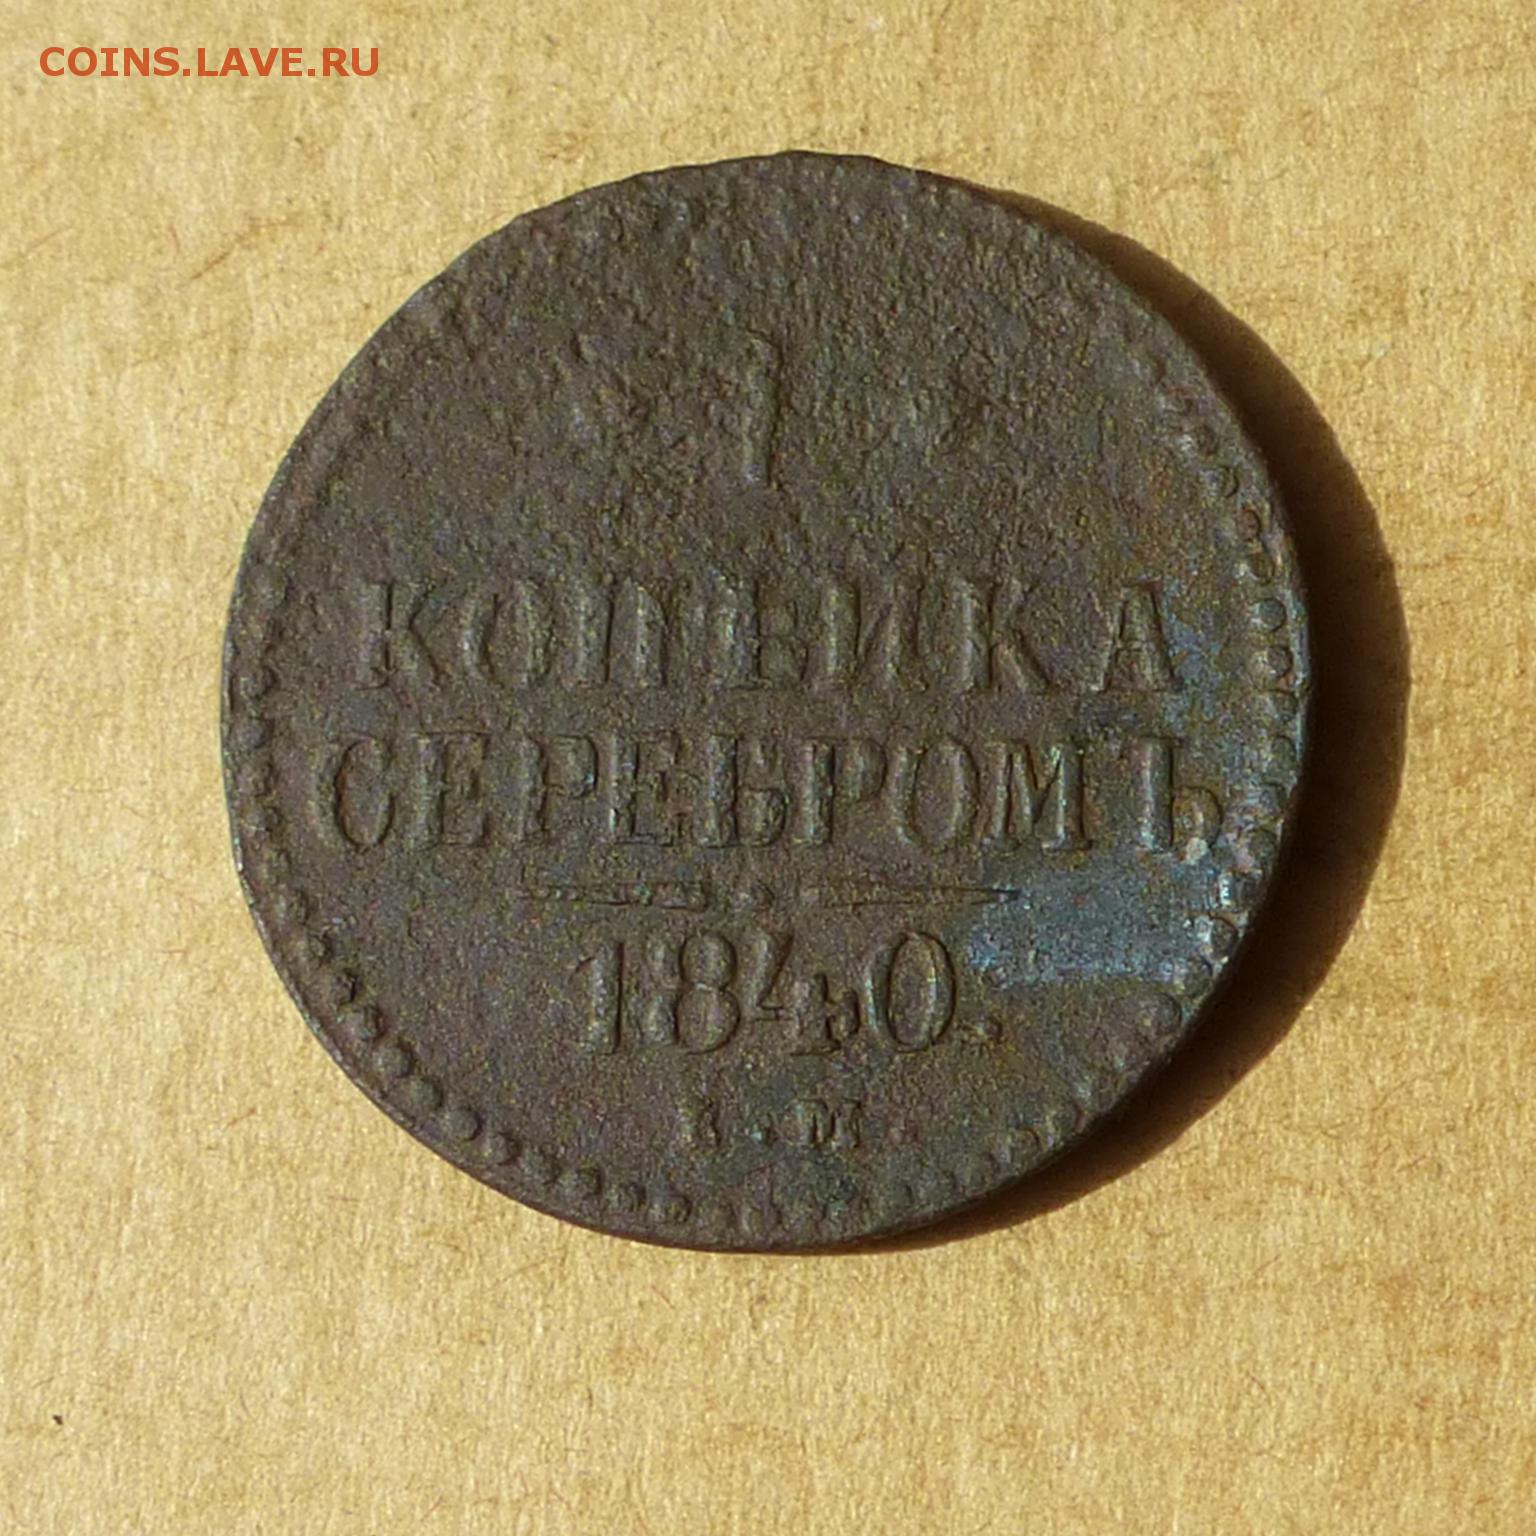 COINS.LAVE.RU
1
КОПѢЙКА
СЕРЕБРОМЪ
1840.
Е.М.